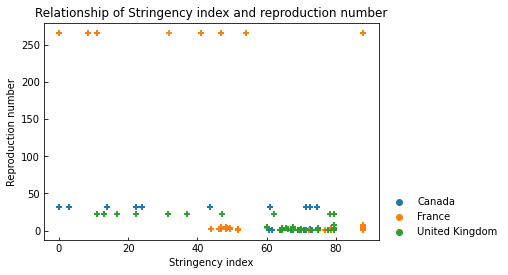 Relationship of Stringency index and reproduction number
250
200
150
100
50
0
Reproduction number
0
20
40
60
80
Stringency index
Canada
France
United Kingdom